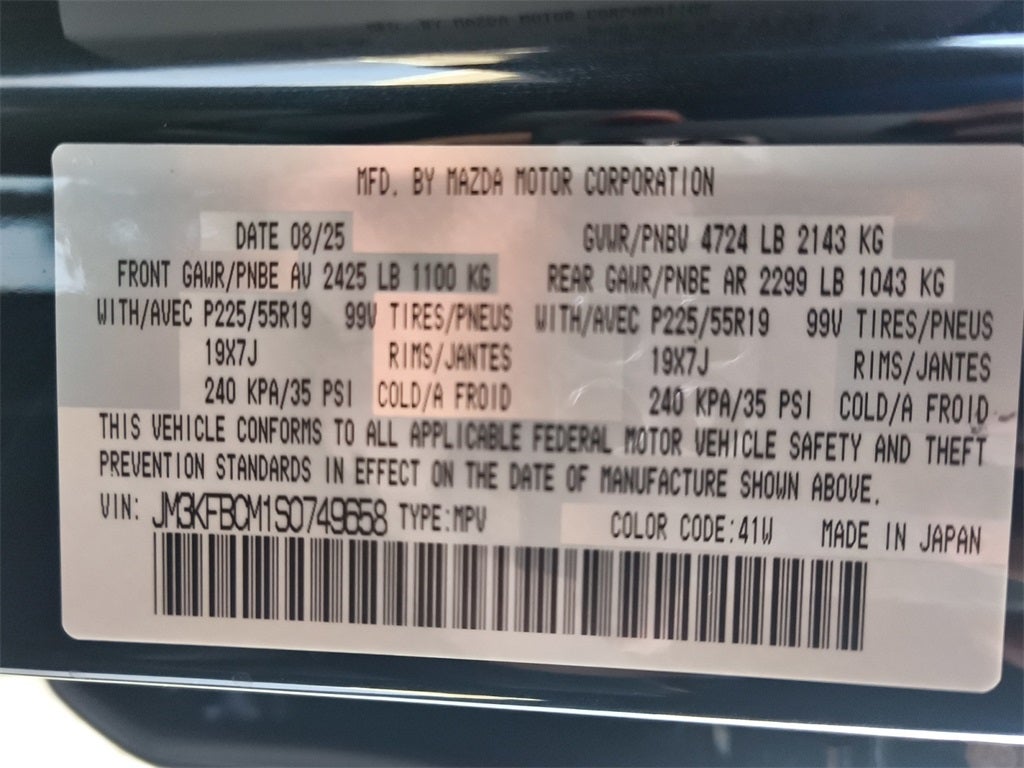 MFD. BY MAZDA MOTOR CORPORATION
DATE 08/25 GVWR/PNBV 4724 LB 2143 KG
FRONT GAWR/PNBE AV 2425 LB 1100 KG REAR GAWR/PNBE AR 2299 LB 1043 KG
WITH/AVEC P225/55R19 99V TIRES/PNEUS WITH/AVEC P225/55R19 99V TIRES/PNEUS
19X7J RIMS/JANTES 19X7J RIMS/JANTES
240 KPA/35 PSI COLD/A FROID 240 KPA/35 PSI COLD/A FROID
THIS VEHICLE CONFORMS TO ALL APPLICABLE FEDERAL MOTOR VEHICLE SAFETY AND THEFT
PREVENTION STANDARDS IN EFFECT ON THE DATE OF MANUFACTURE SHOWN ABOVE.
VIN: JM3KFBCM1S0749658 TYPE:MPV COLOR CODE:41W MADE IN JAPAN